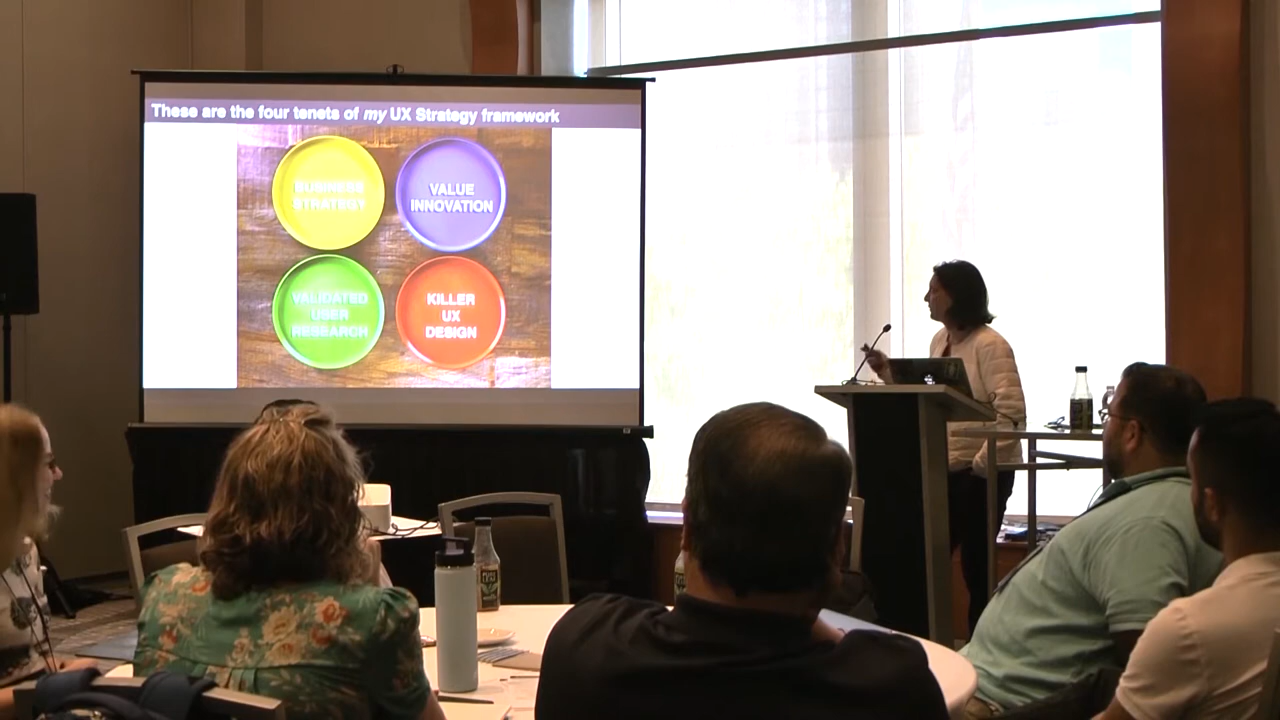 These are the four tenets of my UX Strategy framework
BUSINESS
STRATEGY
VALUE
INNOVATION
VALIDATED
USER
RESEARCH
KILLER
UX
DESIGN